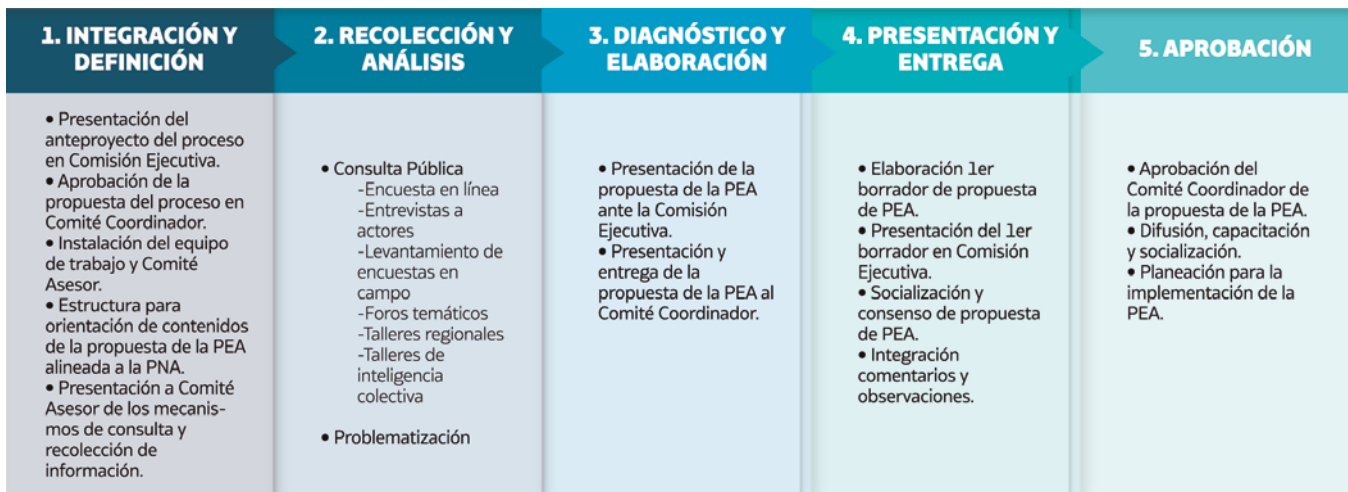 1. INTEGRACIÓN Y
DEFINICIÓN
• Presentación del
anteproyecto del proceso
en Comisión Ejecutiva.
• Aprobación de la
propuesta del proceso en
Comité Coordinador.
• Instalación del equipo
de trabajo y Comité
Asesor.
• Estructura para
orientación de contenidos
de la propuesta de la PEA
alineada a la PNA.
• Presentación a Comité
Asesor de los mecanis-
mos de consulta y
recolección de
información.
2. RECOLECCIÓN Y
ANÁLISIS
• Consulta Pública
-Encuesta en línea
-Entrevistas a
actores
-Levantamiento de
encuestas en
campo
-Foros temáticos
-Talleres regionales
-Talleres de
inteligencia
colectiva
• Problematización
3. DIAGNÓSTICO Y
ELABORACIÓN
• Presentación de la
propuesta de la PEA
ante la Comisión
Ejecutiva.
• Presentación y
entrega de la
propuesta de la PEA al
Comité Coordinador.
4. PRESENTACIÓN Y
ENTREGA
• Elaboración 1er
borrador de propuesta
de PEA.
• Presentación del 1er
borrador en Comisión
Ejecutiva.
• Socialización y
consenso de propuesta
de PEA.
• Integración
comentarios y
observaciones.
5. APROBACIÓN
• Aprobación del
Comité Coordinador de
la propuesta de la PEA.
• Difusión, capacitación
y socialización.
• Planeación para la
implementación de la
PEA.